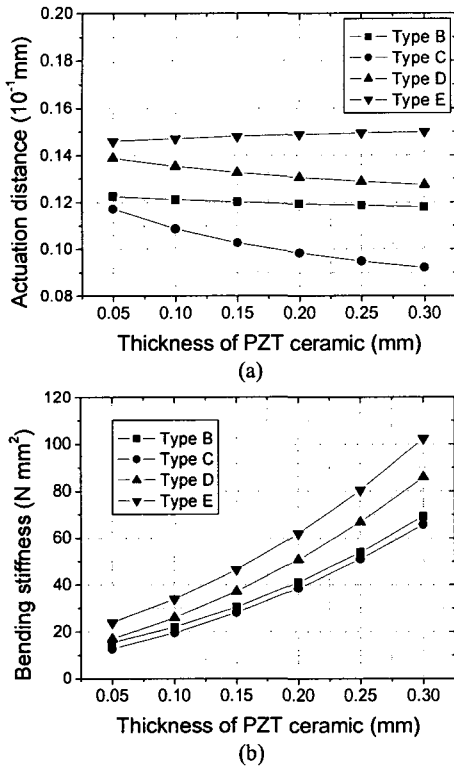 0.20
0.18
0.16
0.14
0.12
0.10
0.08
Actuation distance (10⁻¹mm)
Type B
Type C
Type D
Type E
0.05 0.10 0.15 0.20 0.25 0.30
Thickness of PZT ceramic (mm)
(a)
120
100
80
60
40
20
0
Bending stiffness (N mm²)
Type B
Type C
Type D
Type E
0.05 0.10 0.15 0.20 0.25 0.30
Thickness of PZT ceramic (mm)
(b)